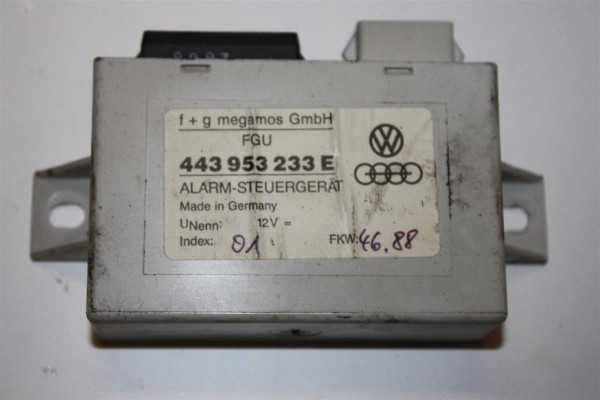 f + g megamos GmbH
FGU
443 953 233 E
ALARM-STEUERGERÄT
Made in Germany
UNenn: 12V =
Index: 01 FKW: 46.88